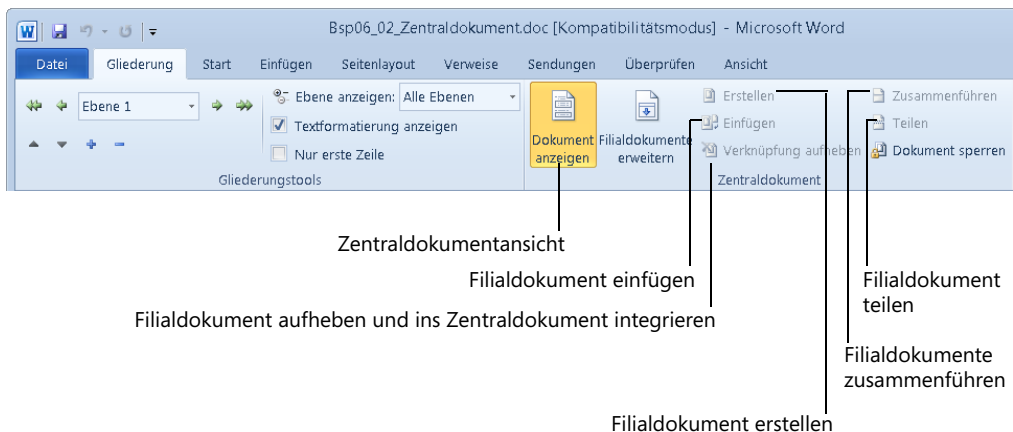 Bsp06_02_Zentraldokument.doc [Kompatibilitätsmodus] - Microsoft Word
Datei Gliederung Start Einfügen Seitenlayout Verweise Sendungen Überprüfen Ansicht
Ebene 1
Ebene anzeigen: Alle Ebenen
Textformatierung anzeigen
Nur erste Zeile
Gliederungstools
Dokument anzeigen
Filialdokumente erweitern
Erstellen
Einfügen
Verknüpfung aufheben
Zusammenführen
Teilen
Dokument sperren
Zentraldokument
Zentraldokumentansicht
Filialdokument einfügen
Filialdokument
teilen
Filialdokument aufheben und ins Zentraldokument integrieren
Filialdokumente
zusammenführen
Filialdokument erstellen